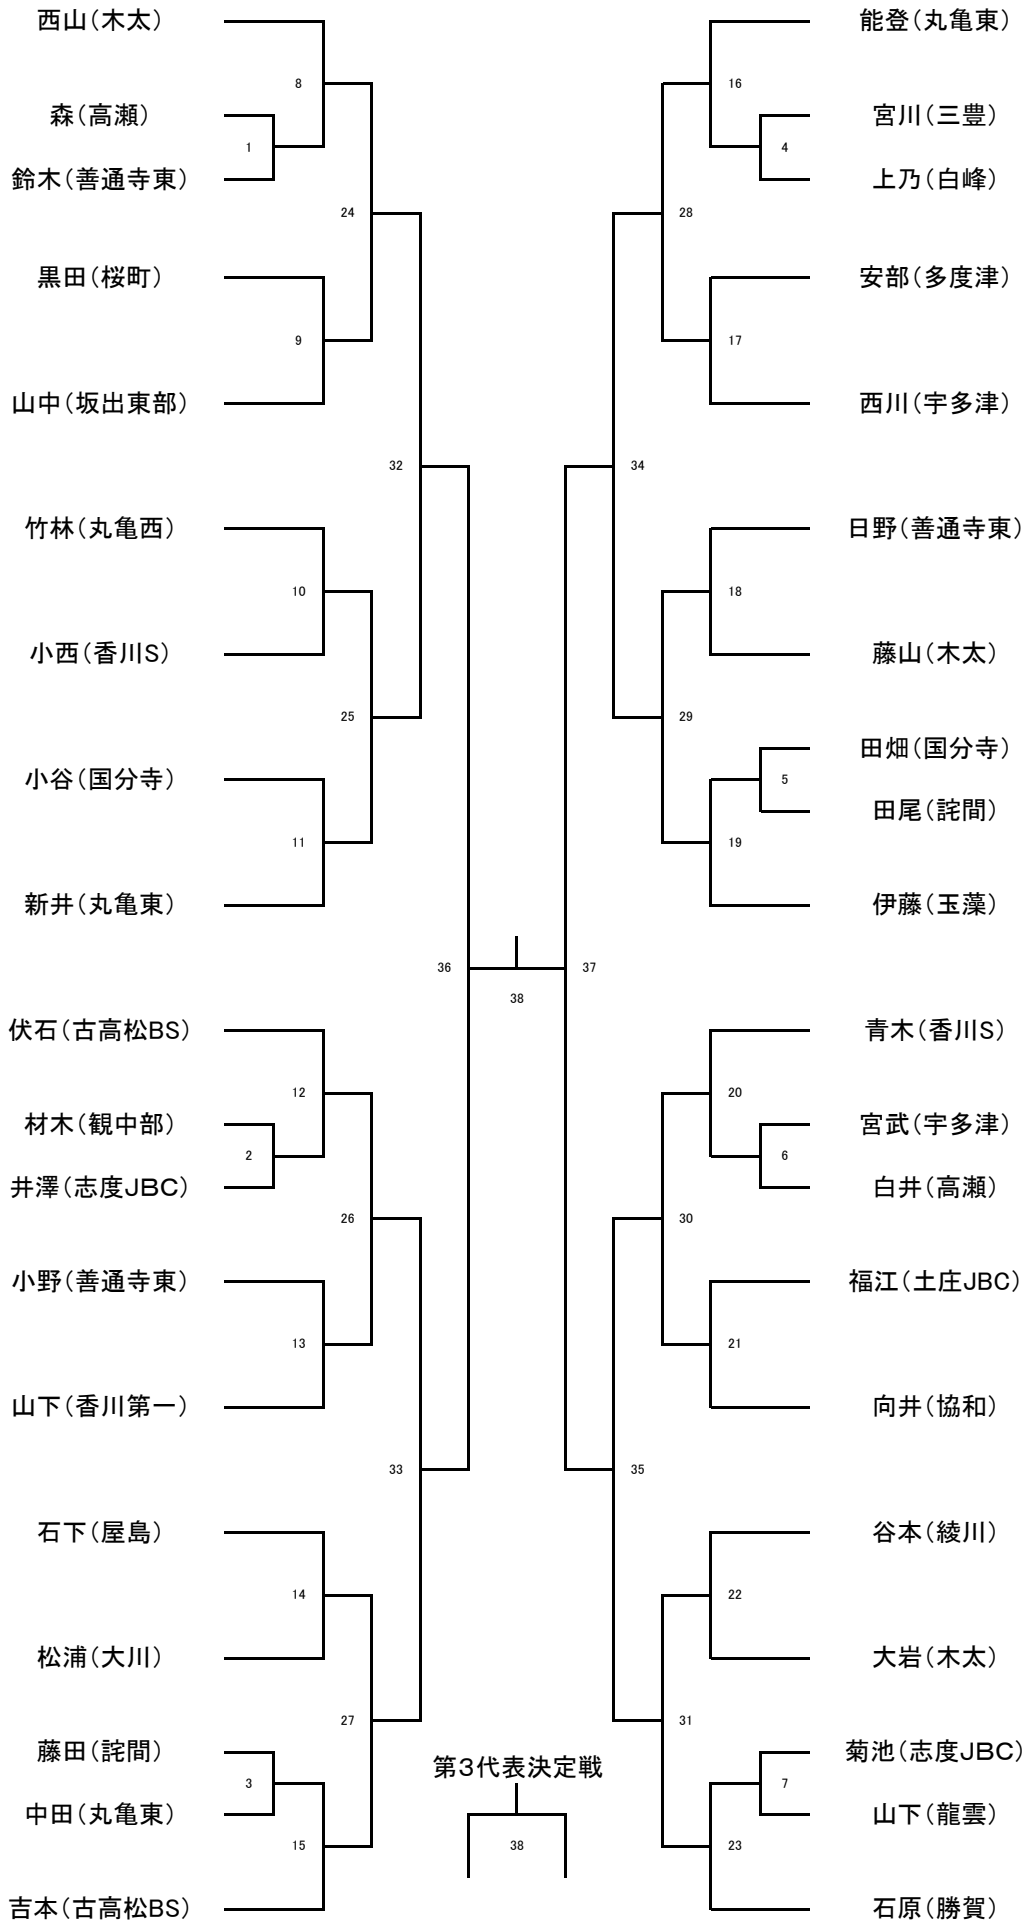 西山(木太)
8
森(高瀬)
1
鈴木(善通寺東)
24
黒田(桜町)
9
山中(坂出東部)
32
竹林(丸亀西)
10
小西(香川S)
25
小谷(国分寺)
11
新井(丸亀東)
36
伏石(古高松BS)
12
材木(観中部)
2
井澤(志度JBC)
26
小野(善通寺東)
13
山下(香川第一)
33
石下(屋島)
14
松浦(大川)
27
藤田(詫間)
3
中田(丸亀東)
15
吉本(古高松BS)
38
第3代表決定戦
38
能登(丸亀東)
16
宮川(三豊)
4
上乃(白峰)
28
安部(多度津)
17
西川(宇多津)
34
日野(善通寺東)
18
藤山(木太)
29
田畑(国分寺)
5
田尾(詫間)
19
伊藤(玉藻)
37
青木(香川S)
20
宮武(宇多津)
6
白井(高瀬)
30
福江(土庄JBC)
21
向井(協和)
35
谷本(綾川)
22
大岩(木太)
31
菊池(志度JBC)
7
山下(龍雲)
23
石原(勝賀)